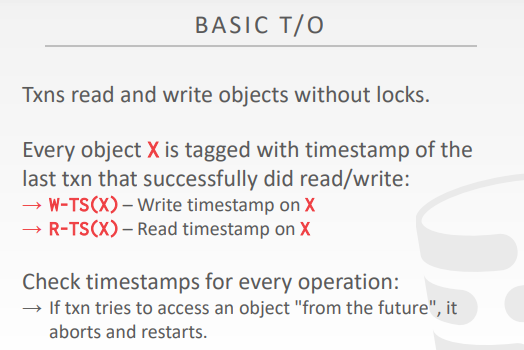 BASIC T/O
Txns read and write objects without locks.
Every object X is tagged with timestamp of the
last txn that successfully did read/write:
→ W-TS(X) – Write timestamp on X
→ R-TS(X) – Read timestamp on X
Check timestamps for every operation:
→ If txn tries to access an object "from the future", it
aborts and restarts.